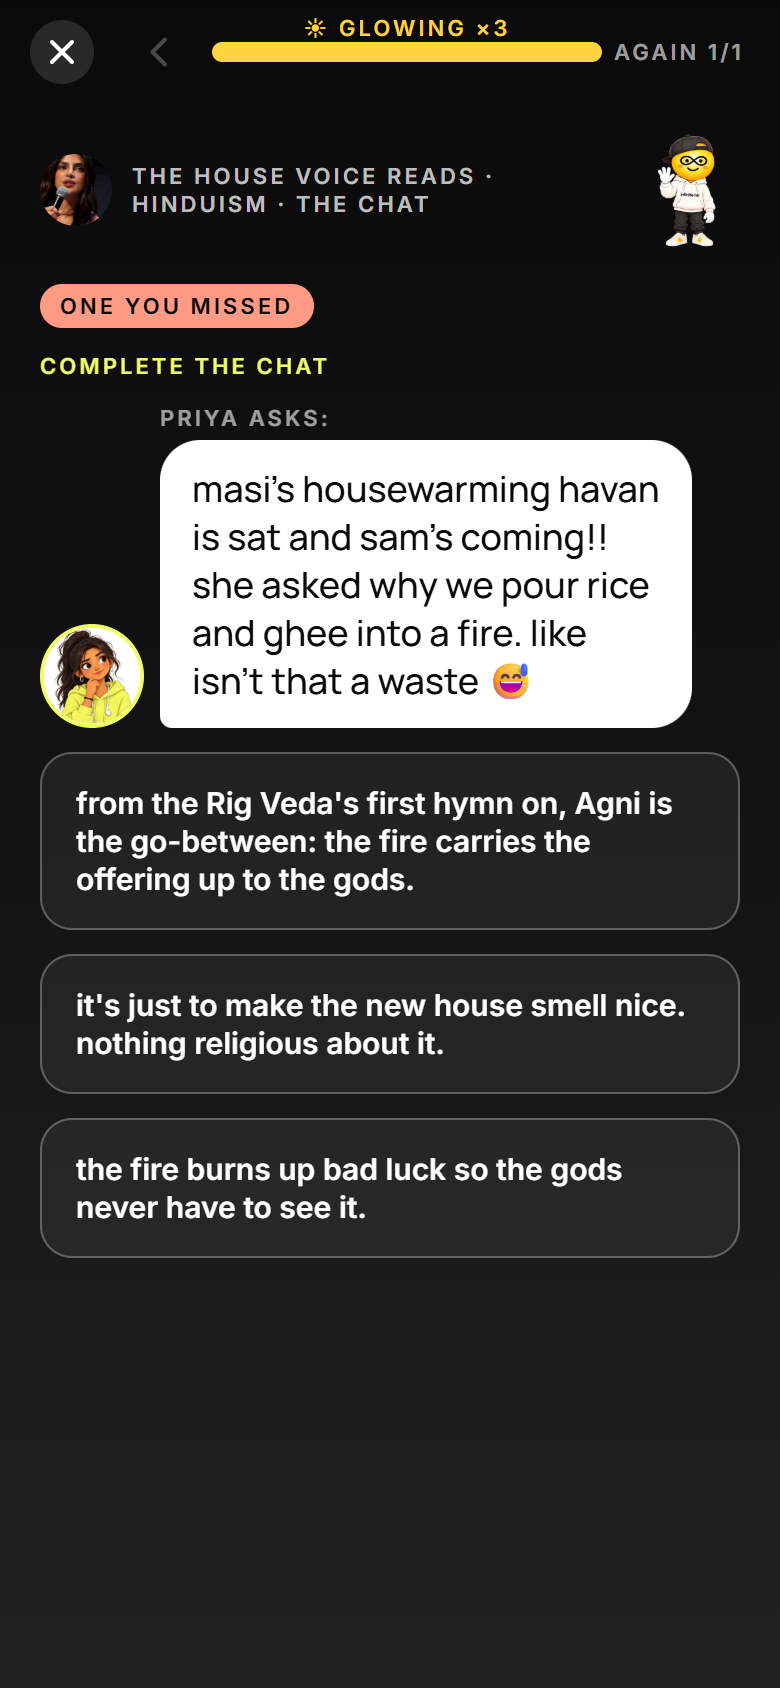 ☀ GLOWING ×3
AGAIN 1/1
THE HOUSE VOICE READS ·
HINDUISM · THE CHAT
ONE YOU MISSED
COMPLETE THE CHAT
PRIYA ASKS:
masi's housewarming havan
is sat and sam's coming!!
she asked why we pour rice
and ghee into a fire. like
isn't that a waste 😅
from the Rig Veda's first hymn on, Agni is
the go-between: the fire carries the
offering up to the gods.
it's just to make the new house smell nice.
nothing religious about it.
the fire burns up bad luck so the gods
never have to see it.